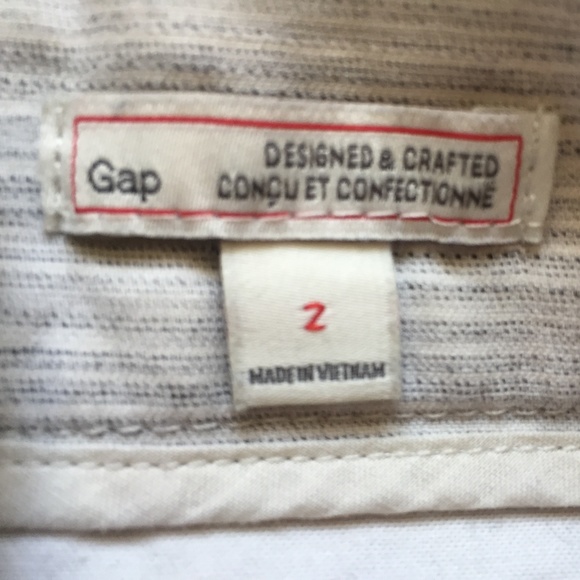 Gap
DESIGNED & CRAFTED
CONÇU ET CONFECTIONNÉ
2
MADE IN VIETNAM